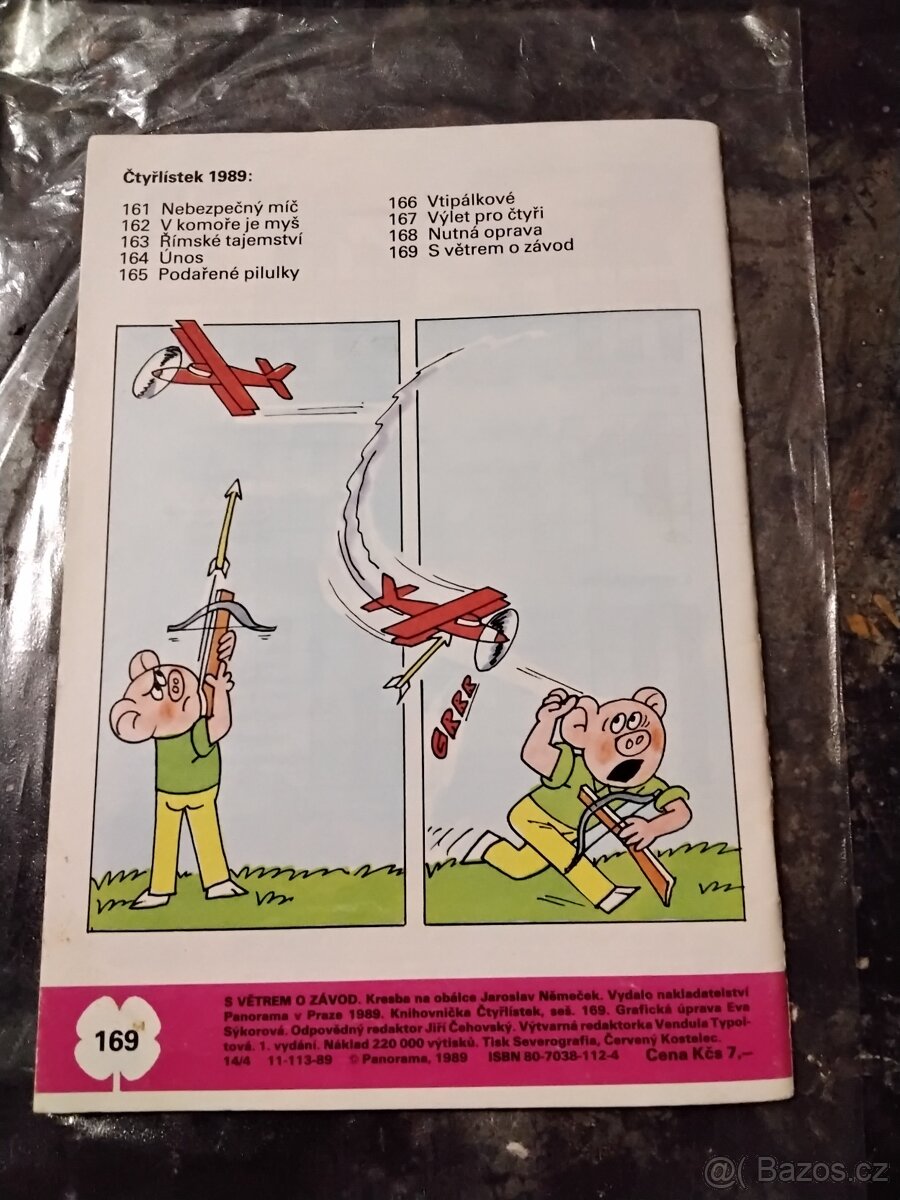 Čtyřlístek 1989:
161 Nebezpečný míč
162 V komoře je myš
163 Římské tajemství
164 Únos
165 Podařené pilulky
166 Vtipálkové
167 Výlet pro čtyři
168 Nutná oprava
169 S větrem o závod
GRRR
S VĚTREM O ZÁVOD. Kresba na obálce Jaroslav Němeček. Vydalo nakladatelství
Panorama v Praze 1989. Knihovnička Čtyřlístek, seš. 169. Grafická úprava Eva
Sýkorová. Odpovědný redaktor Jiří Čehovský. Výtvarná redaktorka Vendula Typol-
tová. 1. vydání. Náklad 220 000 výtisků. Tisk Severografia, Červený Kostelec.
14/4 11-113-89 © Panorama, 1989 ISBN 80-7038-112-4 Cena Kčs 7.–
169
@( Bazos.cz